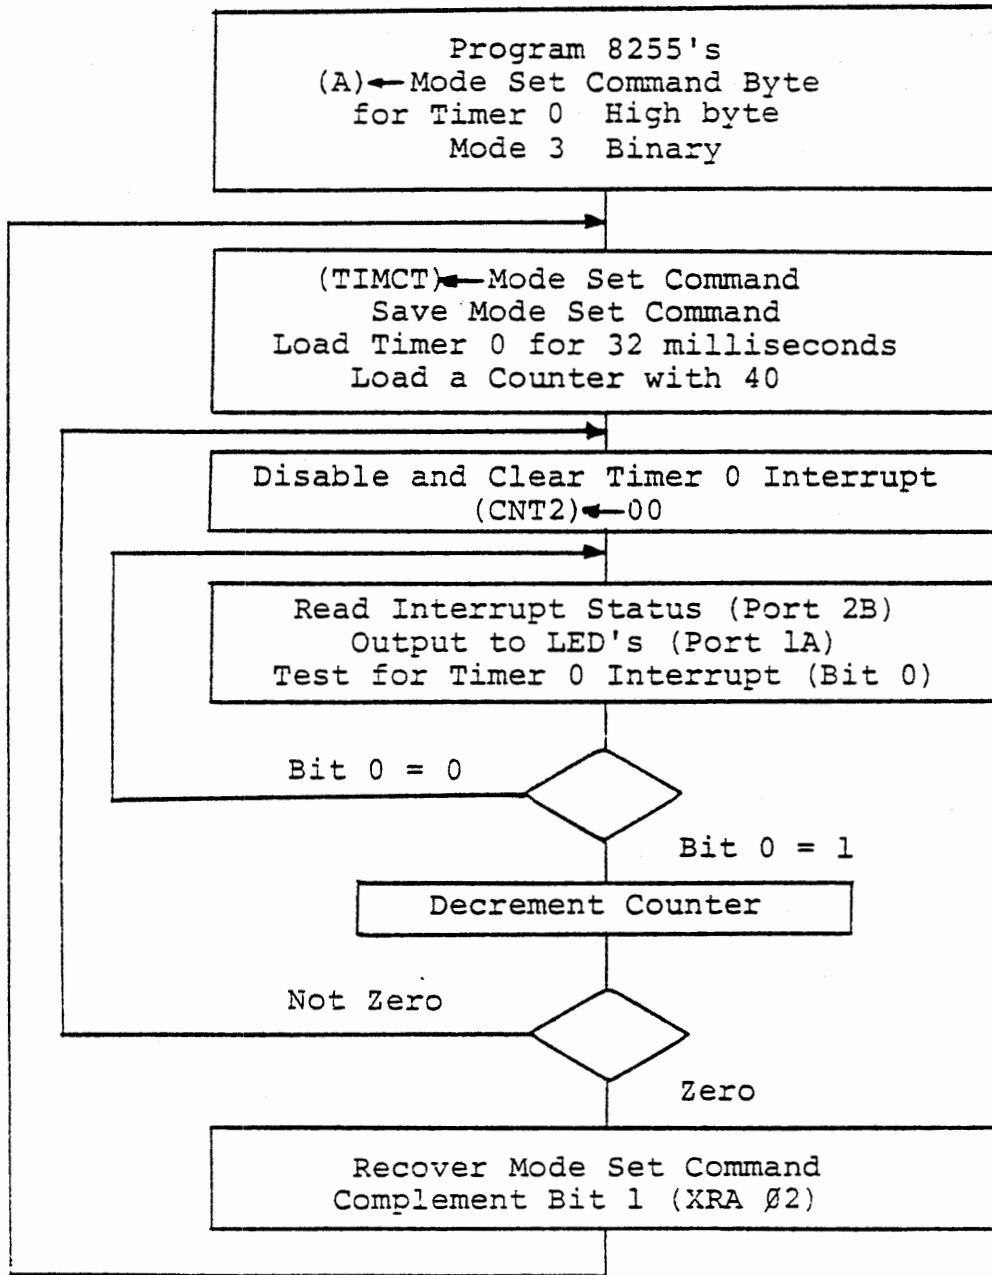 Program 8255's
(A)←Mode Set Command Byte
for Timer 0 High byte
Mode 3 Binary
(TIMCT)←Mode Set Command
Save Mode Set Command
Load Timer 0 for 32 milliseconds
Load a Counter with 40
Disable and Clear Timer 0 Interrupt
(CNT2)←00
Read Interrupt Status (Port 2B)
Output to LED's (Port 1A)
Test for Timer 0 Interrupt (Bit 0)
Bit 0 = 0
Bit 0 = 1
Decrement Counter
Not Zero
Zero
Recover Mode Set Command
Complement Bit 1 (XRA Ø2)